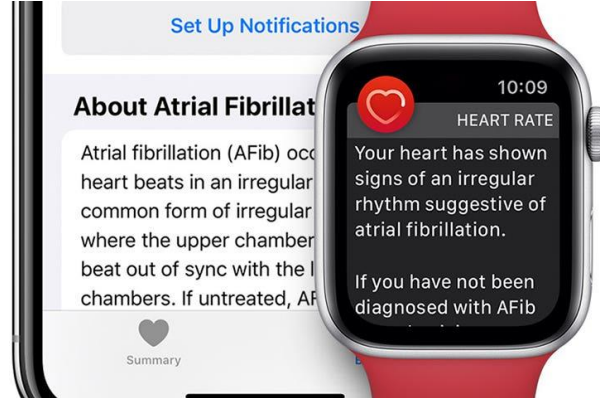 Set Up Notifications
About Atrial Fibrillat
Atrial fibrillation (AFib) occ
heart beats in an irregular
common form of irregular
where the upper chamber
beat out of sync with the l
chambers. If untreated, AF
Summary
10:09
HEART RATE
Your heart has shown
signs of an irregular
rhythm suggestive of
atrial fibrillation.
If you have not been
diagnosed with AFib